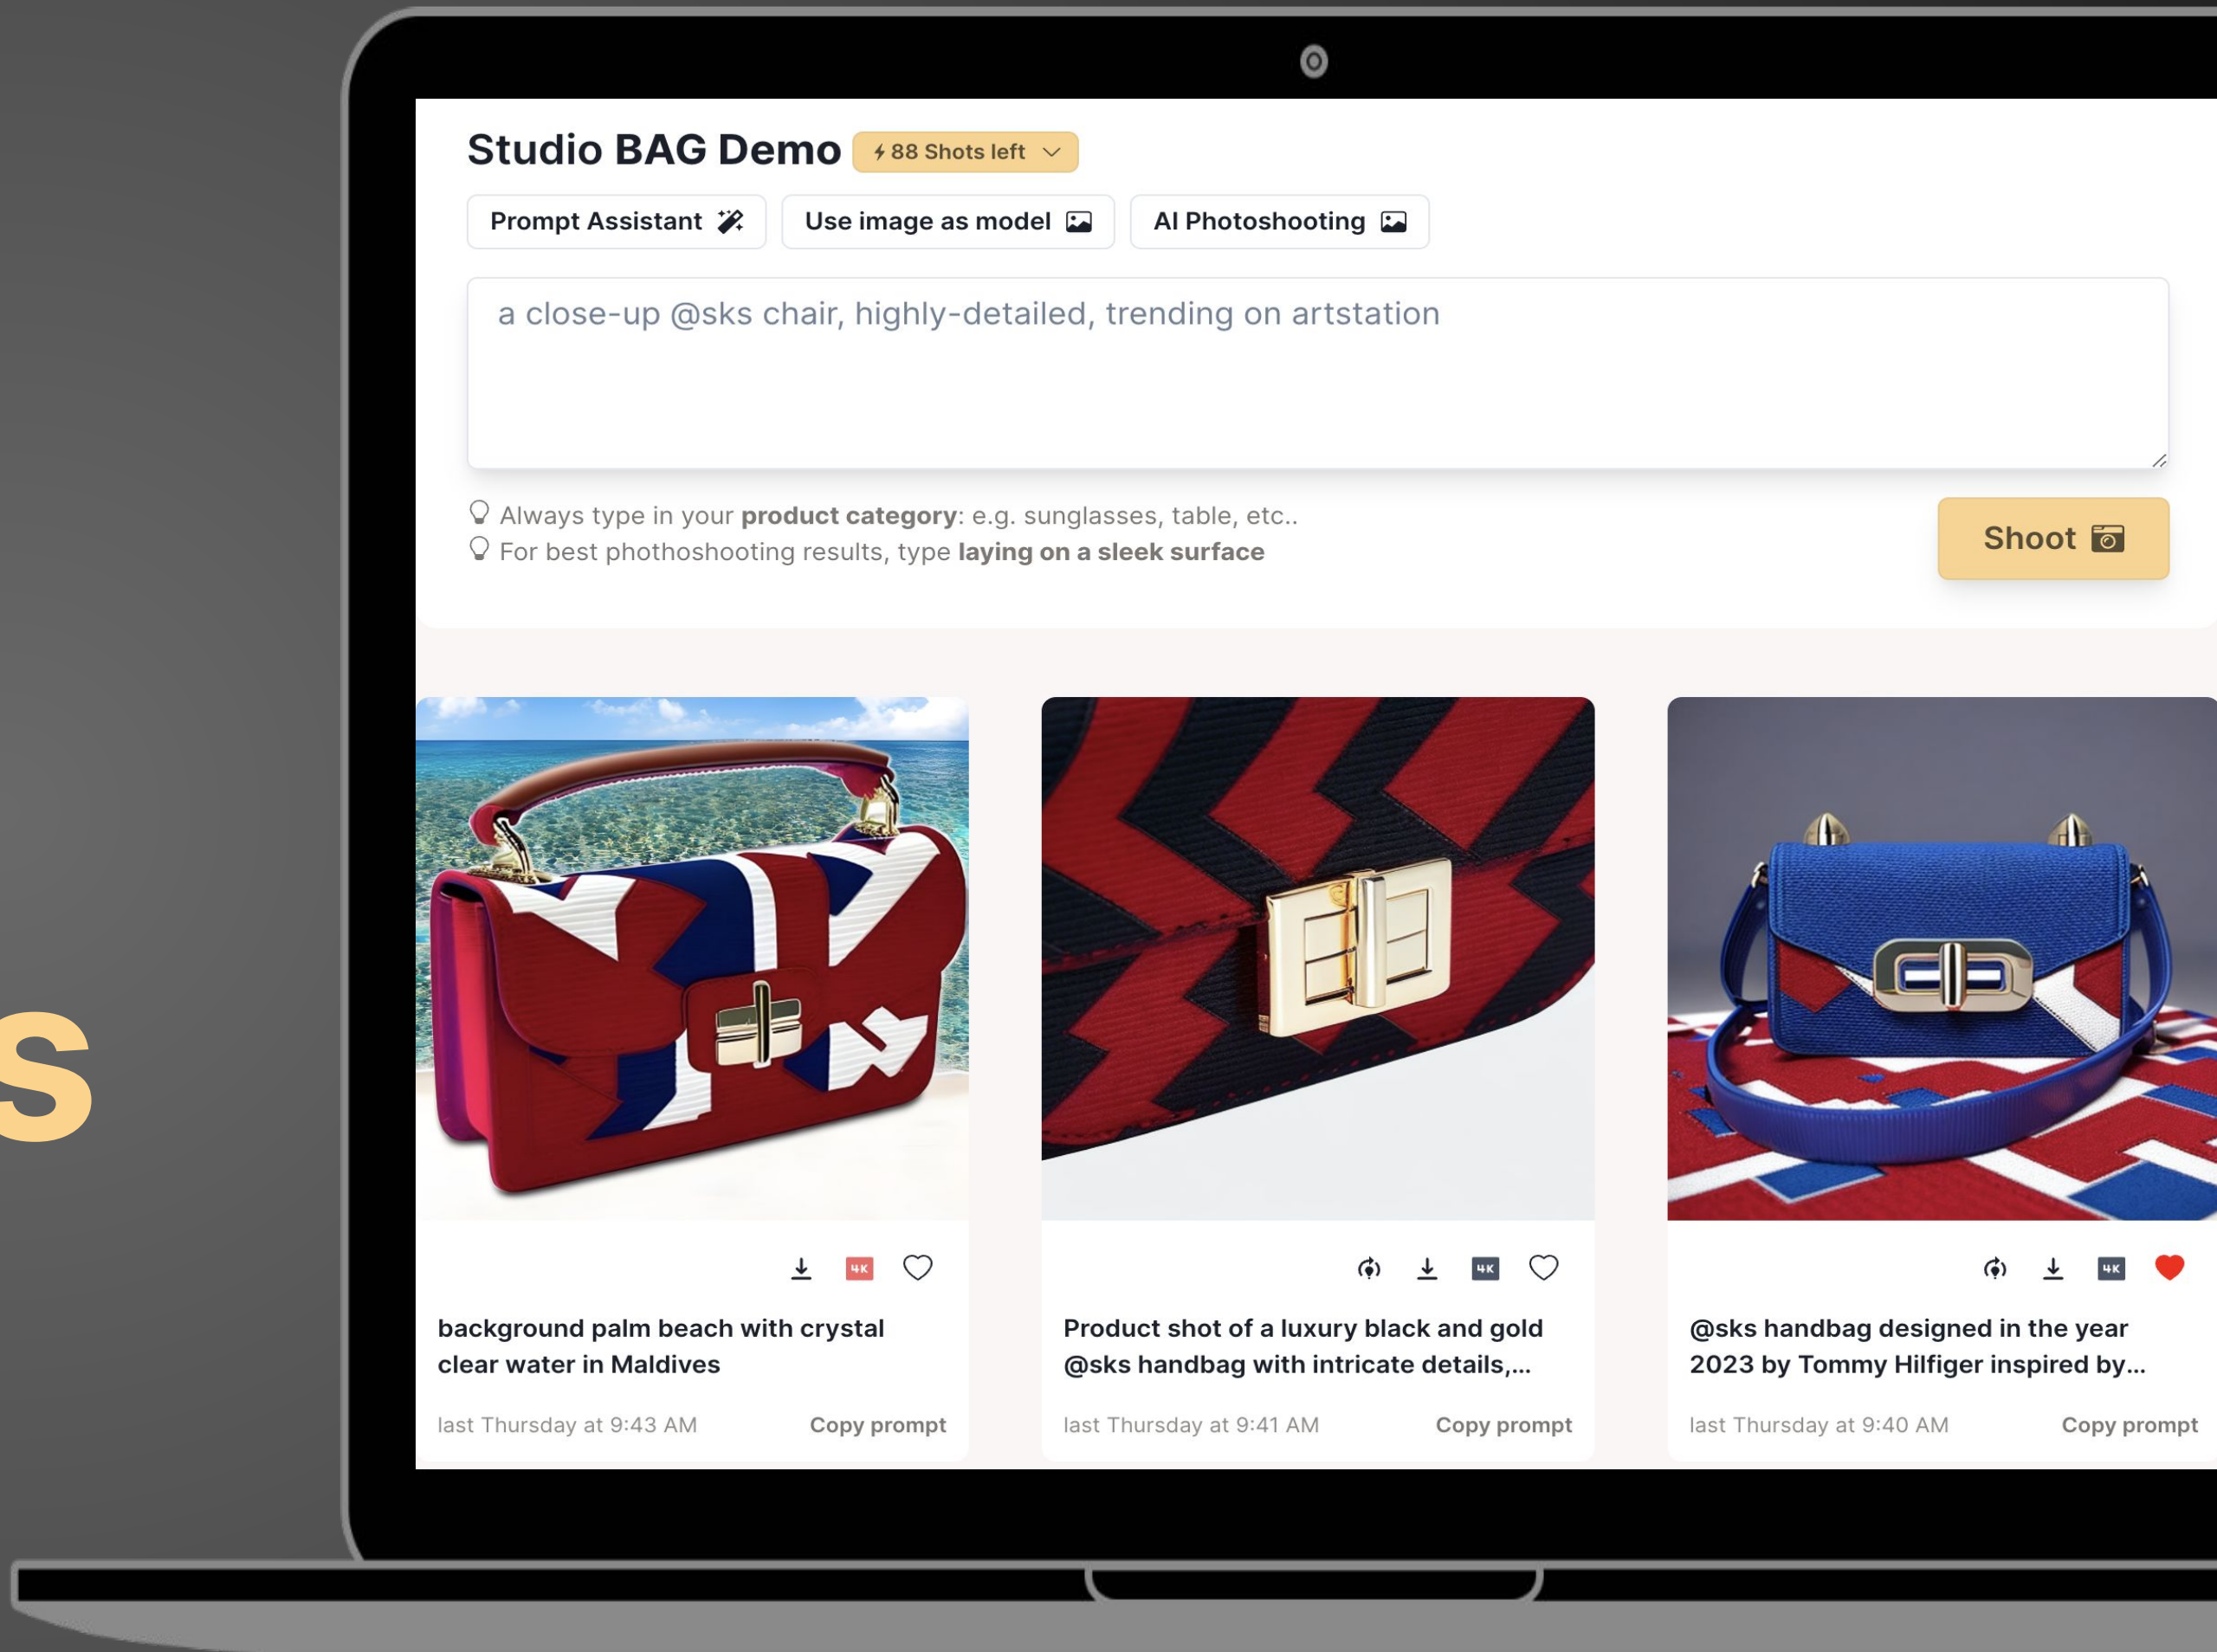 Studio BAG Demo
88 Shots left
Prompt Assistant
Use image as model
AI Photoshooting
a close-up @sks chair, highly-detailed, trending on artstation
Always type in your product category: e.g. sunglasses, table, etc..
For best phothoshooting results, type laying on a sleek surface
Shoot
s
4K
4K
4K
background palm beach with crystal
clear water in Maldives
last Thursday at 9:43 AM
Copy prompt
Product shot of a luxury black and gold
@sks handbag with intricate details,...
last Thursday at 9:41 AM
Copy prompt
@sks handbag designed in the year
2023 by Tommy Hilfiger inspired by...
last Thursday at 9:40 AM
Copy prompt